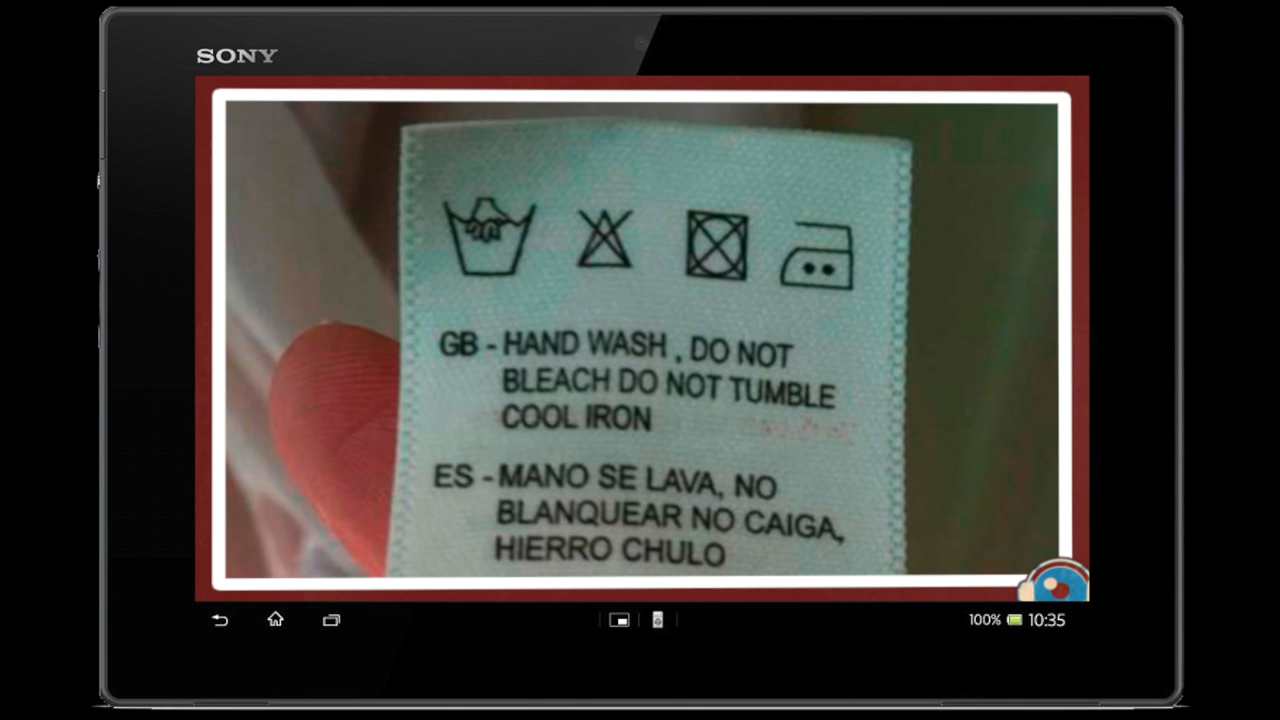 SONY
GB - HAND WASH , DO NOT
BLEACH DO NOT TUMBLE
COOL IRON
ES - MANO SE LAVA, NO
BLANQUEAR NO CAIGA,
HIERRO CHULO
100% 10:35